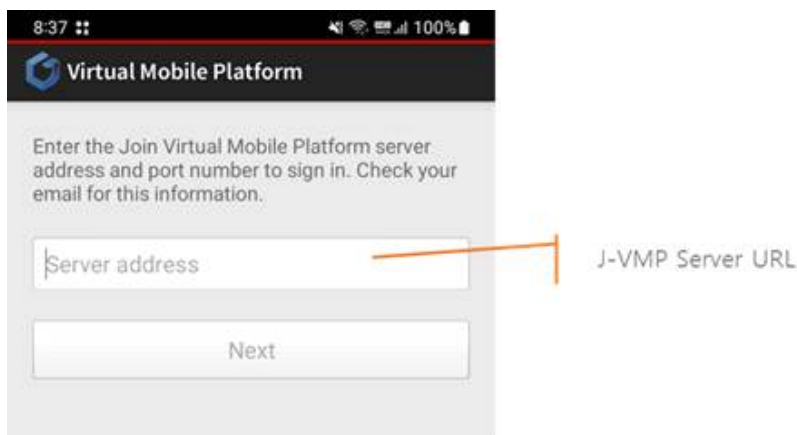 8:37
100%
Virtual Mobile Platform
Enter the Join Virtual Mobile Platform server
address and port number to sign in. Check your
email for this information.
Server address
J-VMP Server URL
Next